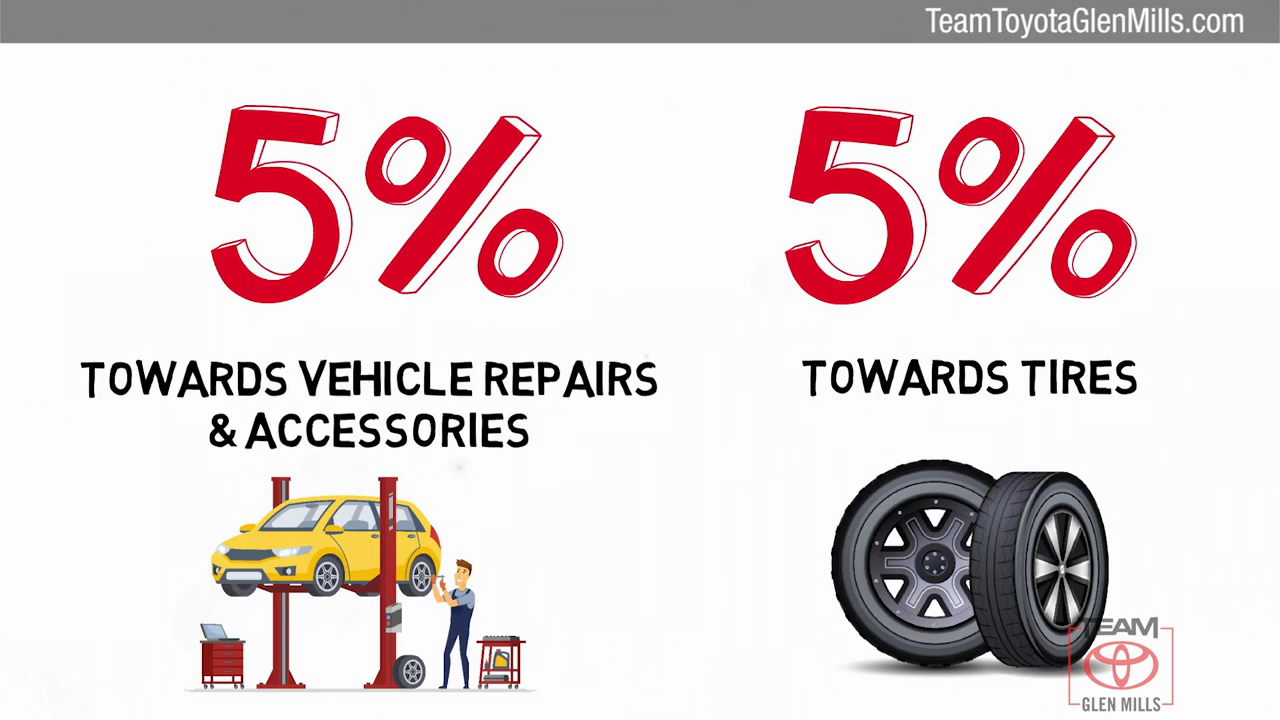 TeamToyotaGlenMills.com
5%
5%
TOWARDS VEHICLE REPAIRS
& ACCESSORIES
TOWARDS TIRES
TEAM
GLEN MILLS